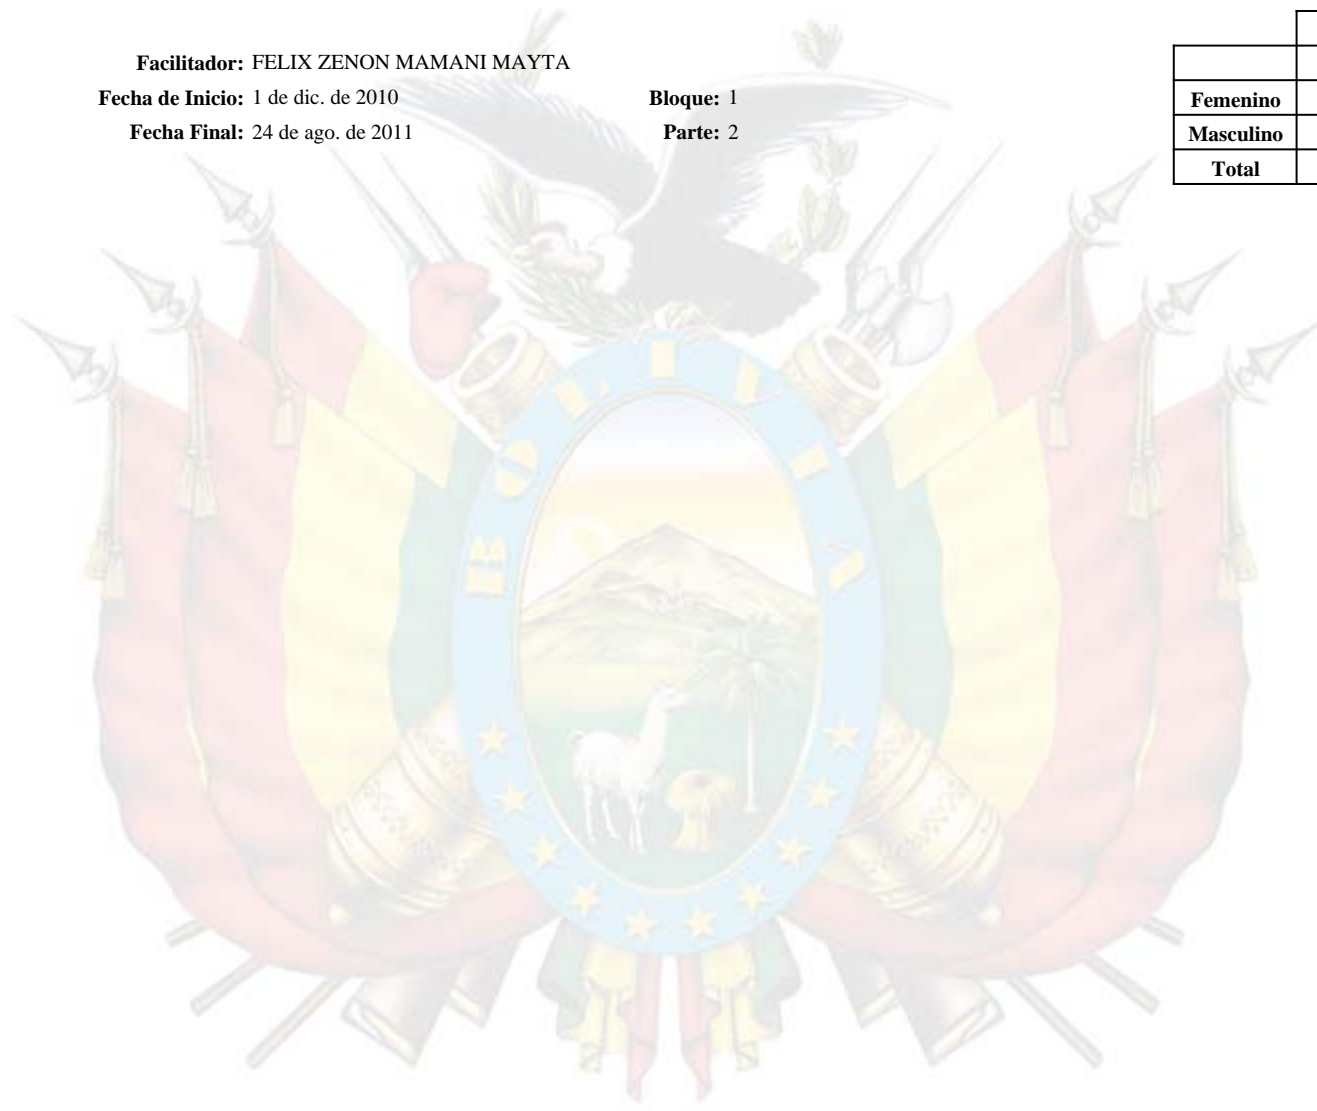 Facilitador: FELIX ZENON MAMANI MAYTA
Fecha de Inicio: 1 de dic. de 2010 Bloque: 1
Fecha Final: 24 de ago. de 2011 Parte: 2
Femenino
Masculino
Total
BOLIVIA